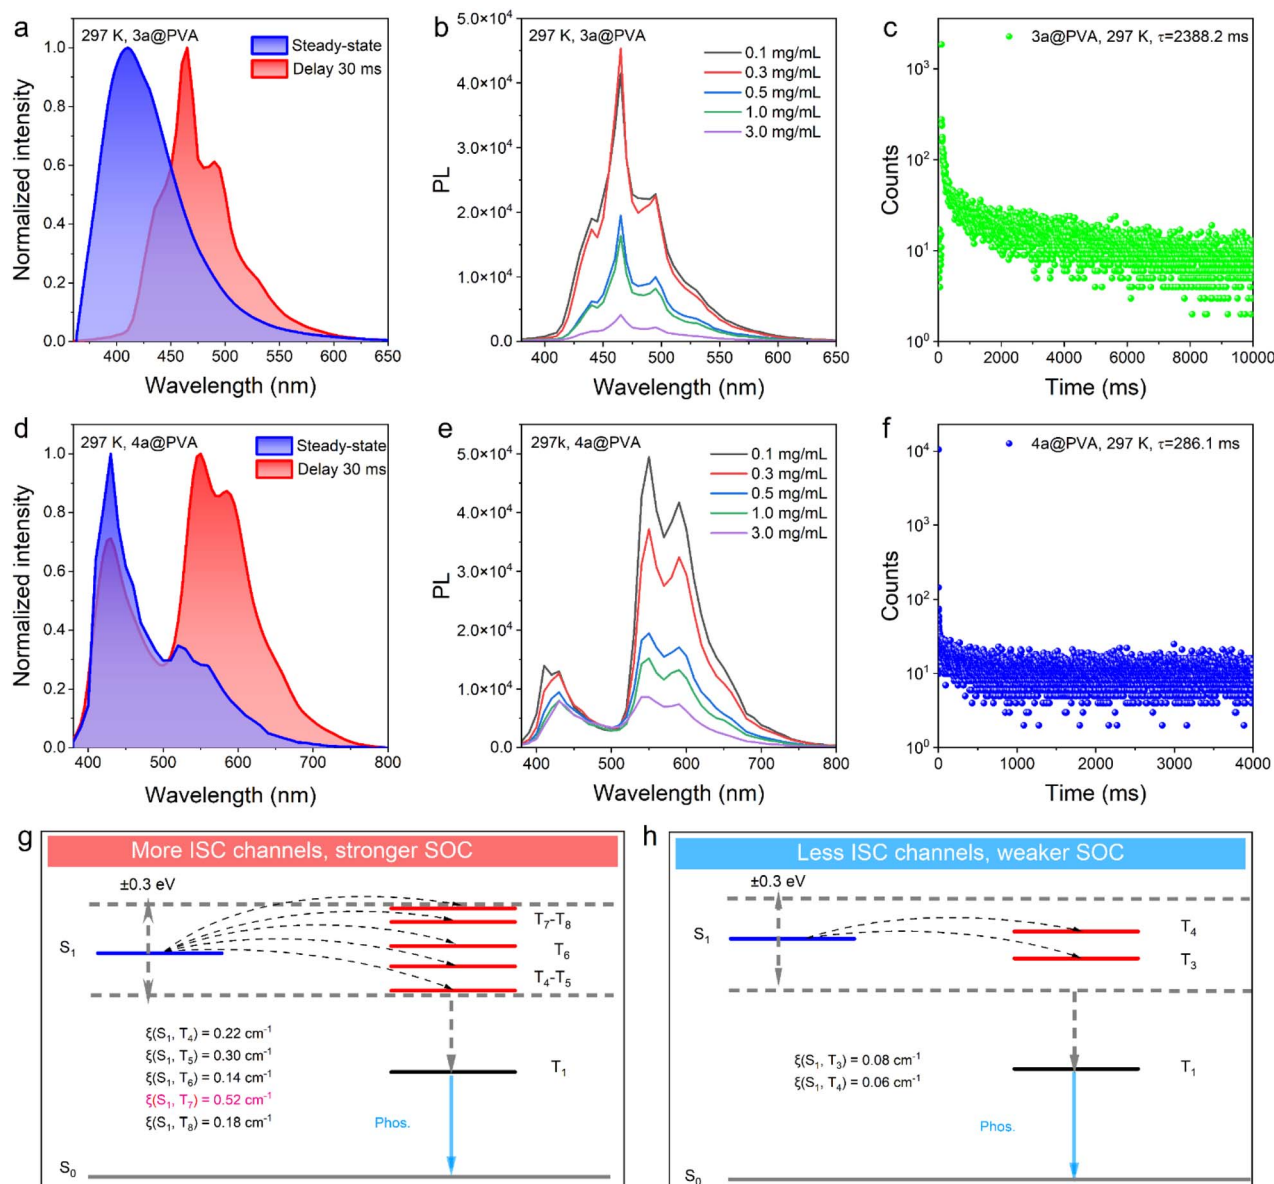 a
297 K, 3a@PVA
Steady-state
Delay 30 ms
1.0
0.8
0.6
0.4
0.2
0.0
Normalized intensity
400 450 500 550 600 650
Wavelength (nm)
b
297 K, 3a@PVA
0.1 mg/mL
0.3 mg/mL
0.5 mg/mL
1.0 mg/mL
3.0 mg/mL
5.0×10⁴
4.0×10⁴
3.0×10⁴
2.0×10⁴
1.0×10⁴
0.0
PL
400 450 500 550 600 650
Wavelength (nm)
c
3a@PVA, 297 K, τ=2388.2 ms
10³
10²
10¹
10⁰
Counts
0 2000 4000 6000 8000 10000
Time (ms)
d
297 K, 4a@PVA
Steady-state
Delay 30 ms
1.0
0.8
0.6
0.4
0.2
0.0
Normalized intensity
400 500 600 700 800
Wavelength (nm)
e
297k, 4a@PVA
0.1 mg/mL
0.3 mg/mL
0.5 mg/mL
1.0 mg/mL
3.0 mg/mL
5.0×10⁴
4.0×10⁴
3.0×10⁴
2.0×10⁴
1.0×10⁴
0.0
PL
400 500 600 700 800
Wavelength (nm)
f
4a@PVA, 297 K, τ=286.1 ms
10⁴
10³
10²
10¹
10⁰
Counts
0 1000 2000 3000 4000
Time (ms)
g
More ISC channels, stronger SOC
±0.3 eV
S₁
T₇-T₈
T₆
T₄-T₅
ξ(S₁, T₄) = 0.22 cm⁻¹
ξ(S₁, T₅) = 0.30 cm⁻¹
ξ(S₁, T₆) = 0.14 cm⁻¹
ξ(S₁, T₇) = 0.52 cm⁻¹
ξ(S₁, T₈) = 0.18 cm⁻¹
T₁
Phos.
S₀
h
Less ISC channels, weaker SOC
±0.3 eV
S₁
T₄
T₃
ξ(S₁, T₃) = 0.08 cm⁻¹
ξ(S₁, T₄) = 0.06 cm⁻¹
T₁
Phos.
S₀